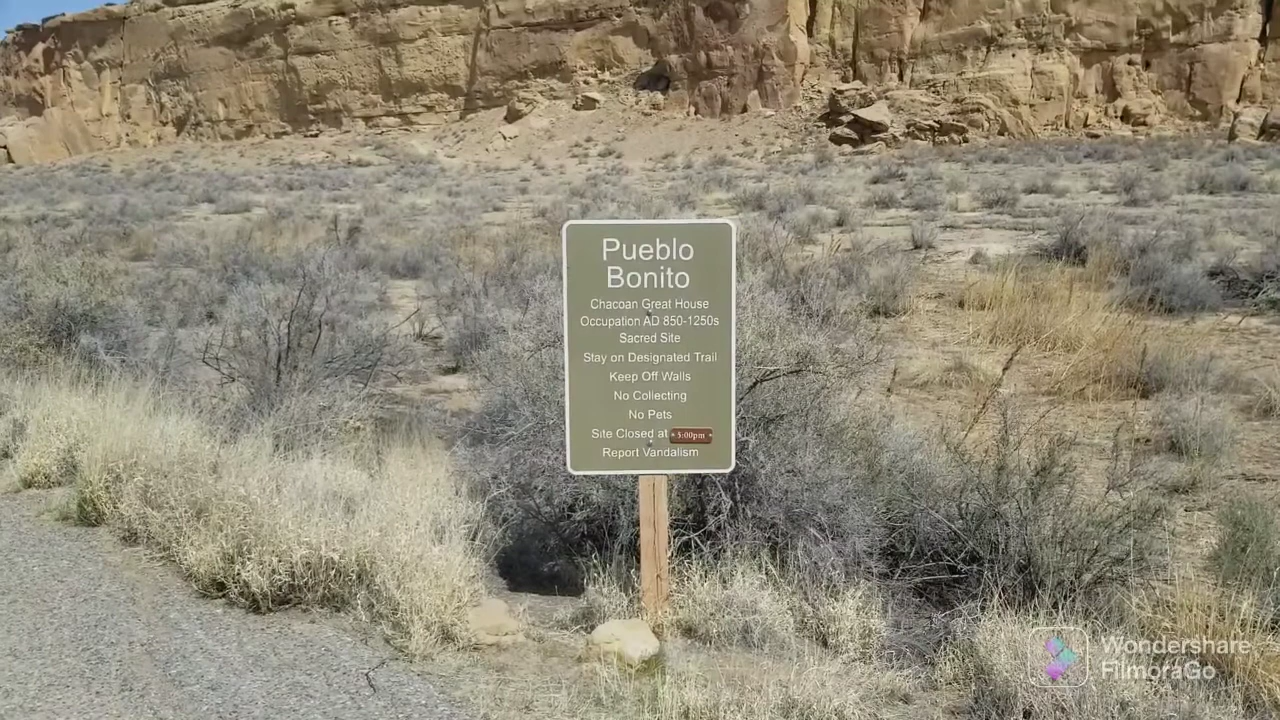 Pueblo
Bonito
Chacoan Great House
Occupation AD 850-1250s
Sacred Site
Stay on Designated Trail
Keep Off Walls
No Collecting
No Pets
Site Closed at 5:00pm
Report Vandalism
Wondershare
FilmoraGo